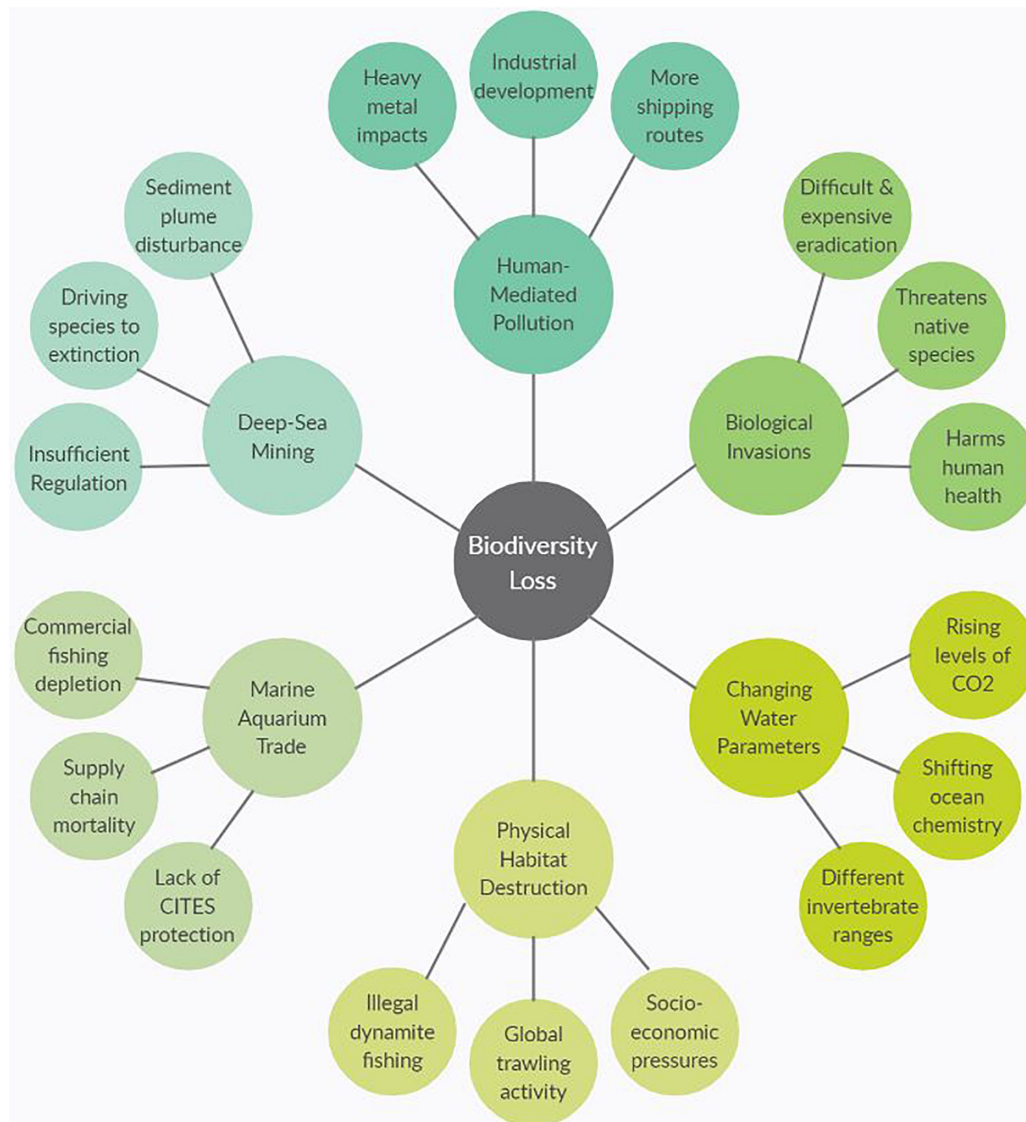 Heavy
metal
impacts
Industrial
development
More
shipping
routes
Human-
Mediated
Pollution
Difficult &
expensive
eradication
Threatens
native
species
Harms
human
health
Biological
Invasions
Rising
levels of
CO2
Shifting
ocean
chemistry
Different
invertebrate
ranges
Changing
Water
Parameters
Socio-
economic
pressures
Global
trawling
activity
Illegal
dynamite
fishing
Physical
Habitat
Destruction
Lack of
CITES
protection
Supply
chain
mortality
Commercial
fishing
depletion
Marine
Aquarium
Trade
Insufficient
Regulation
Driving
species to
extinction
Sediment
plume
disturbance
Deep-Sea
Mining
Biodiversity
Loss